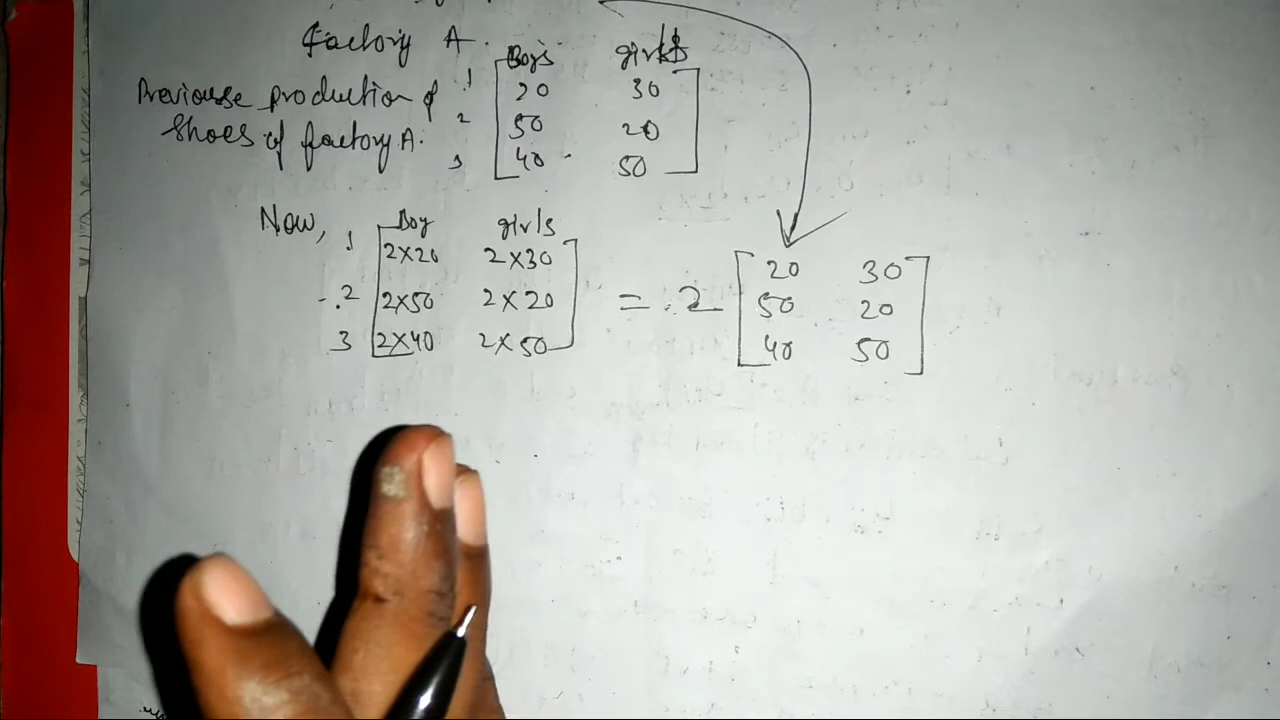 Factory A.
Boys girls
Previouse production of 1 20 30
Shoes of factory A. 2 50 20
3 40 50
Now, Boy girls
1 2×20 2×30
2 2×50 2×20 = 2 20 30
3 2×40 2×50 50 20
40 50